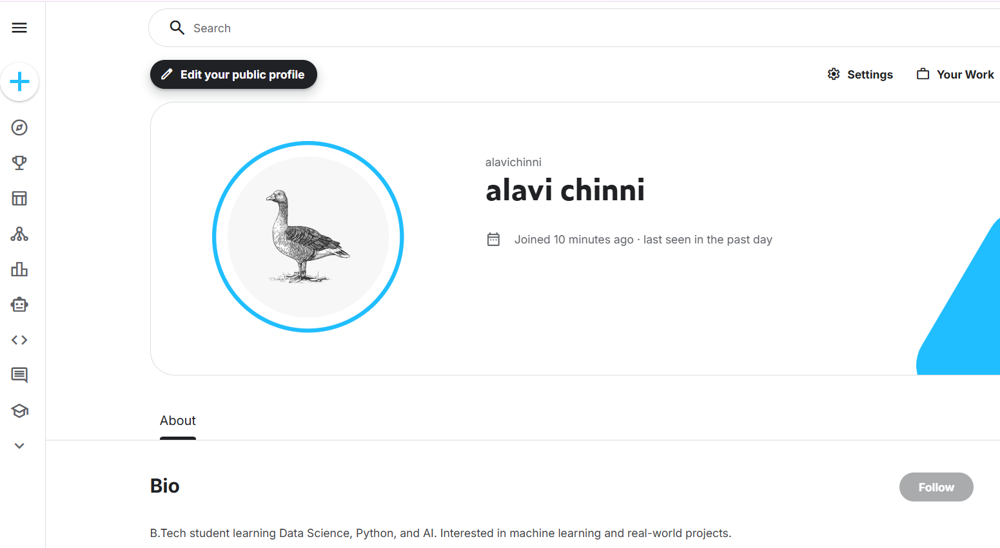 Search
Edit your public profile
Settings
Your Work
alavichinni
alavi chinni
Joined 10 minutes ago · last seen in the past day
About
Bio
Follow
B.Tech student learning Data Science, Python, and AI. Interested in machine learning and real-world projects.